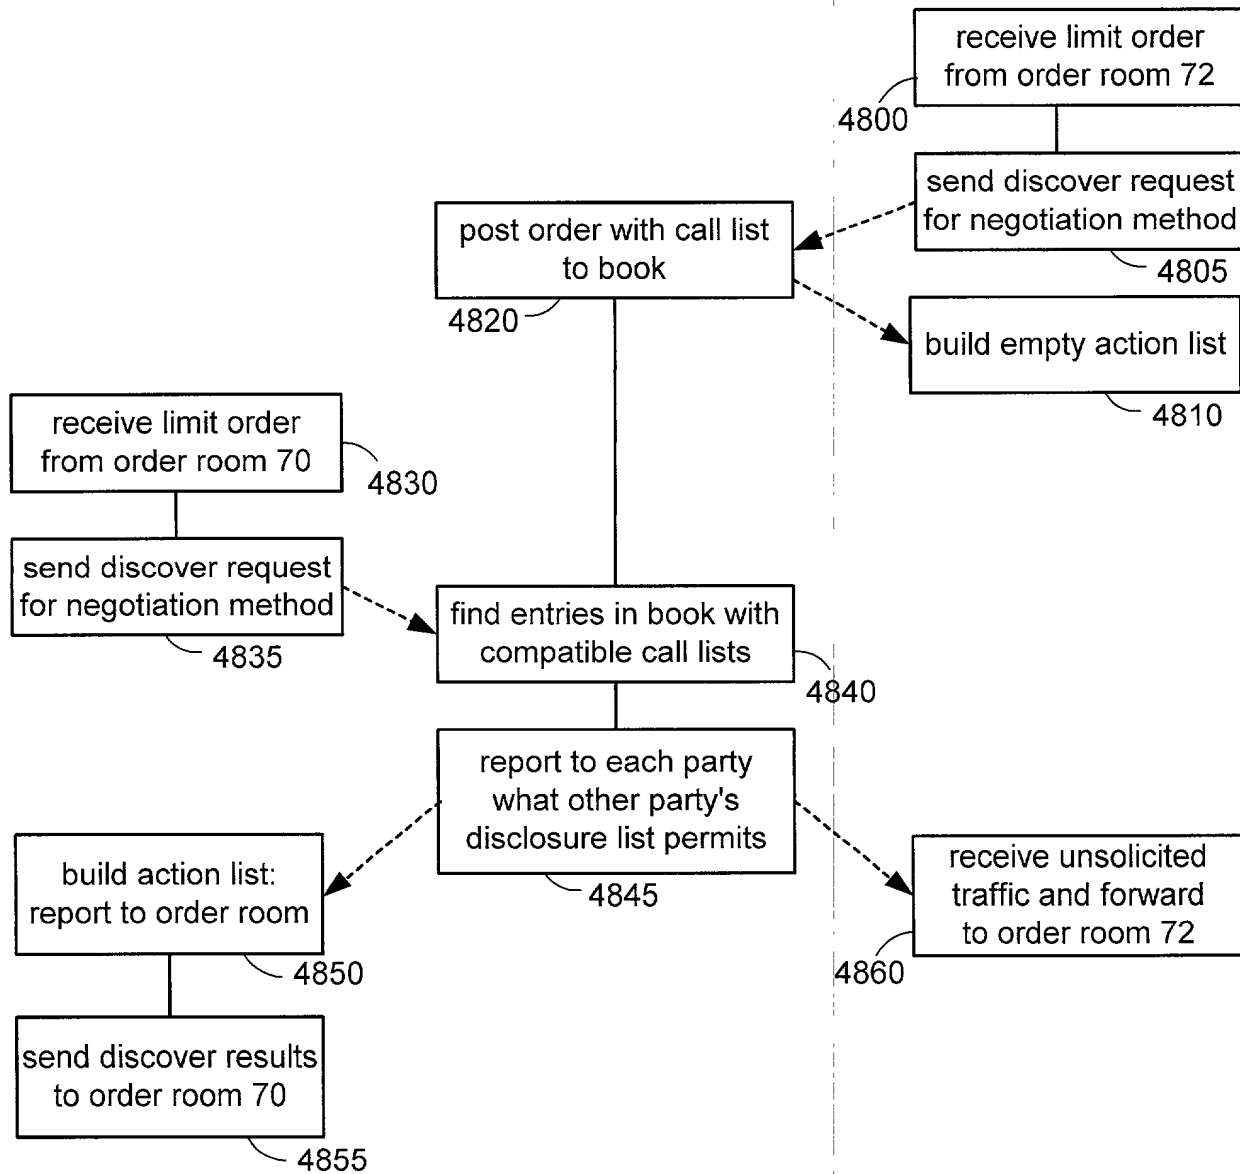 receive limit order
from order room 72
4800
send discover request
for negotiation method
4805
post order with call list
to book
4820
build empty action list
4810
receive limit order
from order room 70
4830
send discover request
for negotiation method
4835
find entries in book with
compatible call lists
4840
report to each party
what other party's
disclosure list permits
4845
build action list:
report to order room
4850
receive unsolicited
traffic and forward
to order room 72
4860
send discover results
to order room 70
4855